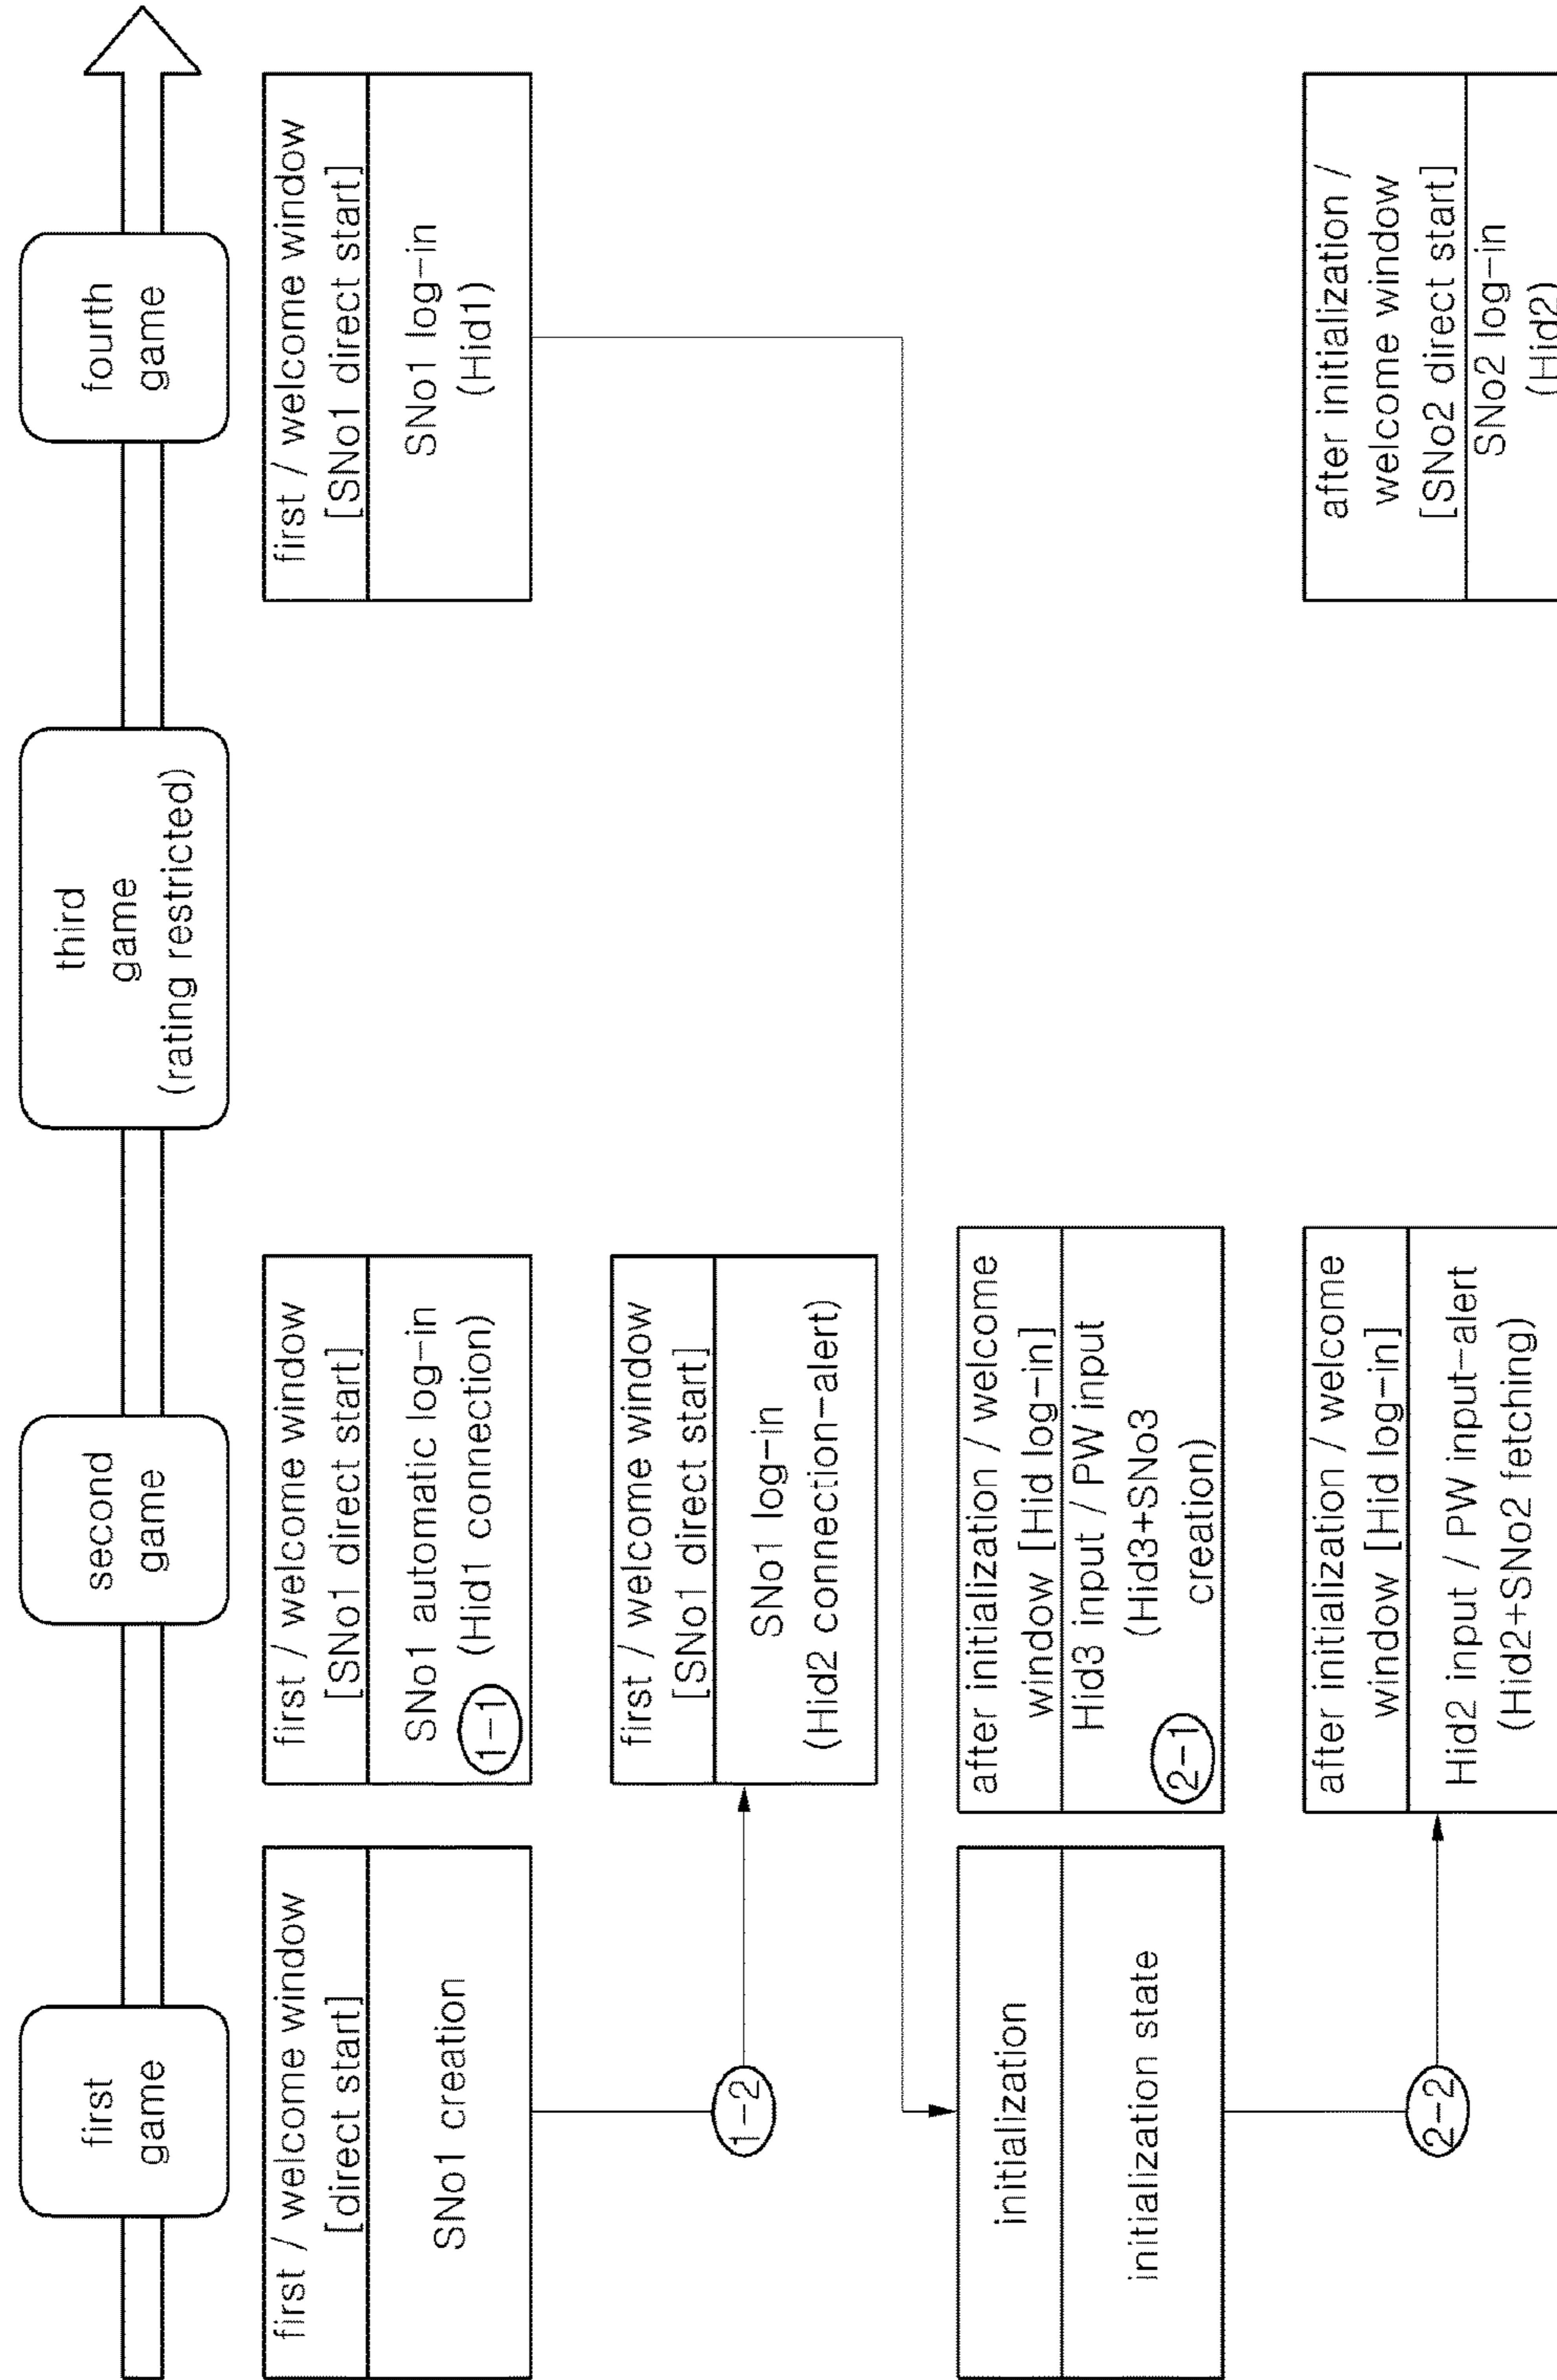 first
game
second
game
third
game
(rating restricted)
fourth
game
first / welcome window
[direct start]
SNo1 creation
first / welcome window
[SNo1 direct start]
SNo1 automatic log-in
(Hid1 connection)
1-1
first / welcome window
[SNo1 direct start]
SNo1 log-in
(Hid1)
1-2
first / welcome window
[SNo1 direct start]
SNo1 log-in
(Hid2 connection-alert)
initialization
initialization state
after initialization / welcome
window [Hid log-in]
Hid3 input / PW input
(Hid3+SNo3
creation)
2-1
2-2
after initialization / welcome
window [Hid log-in]
Hid2 input / PW input-alert
(Hid2+SNo2 fetching)
after initialization /
welcome window
[SNo2 direct start]
SNo2 log-in
(Hid2)